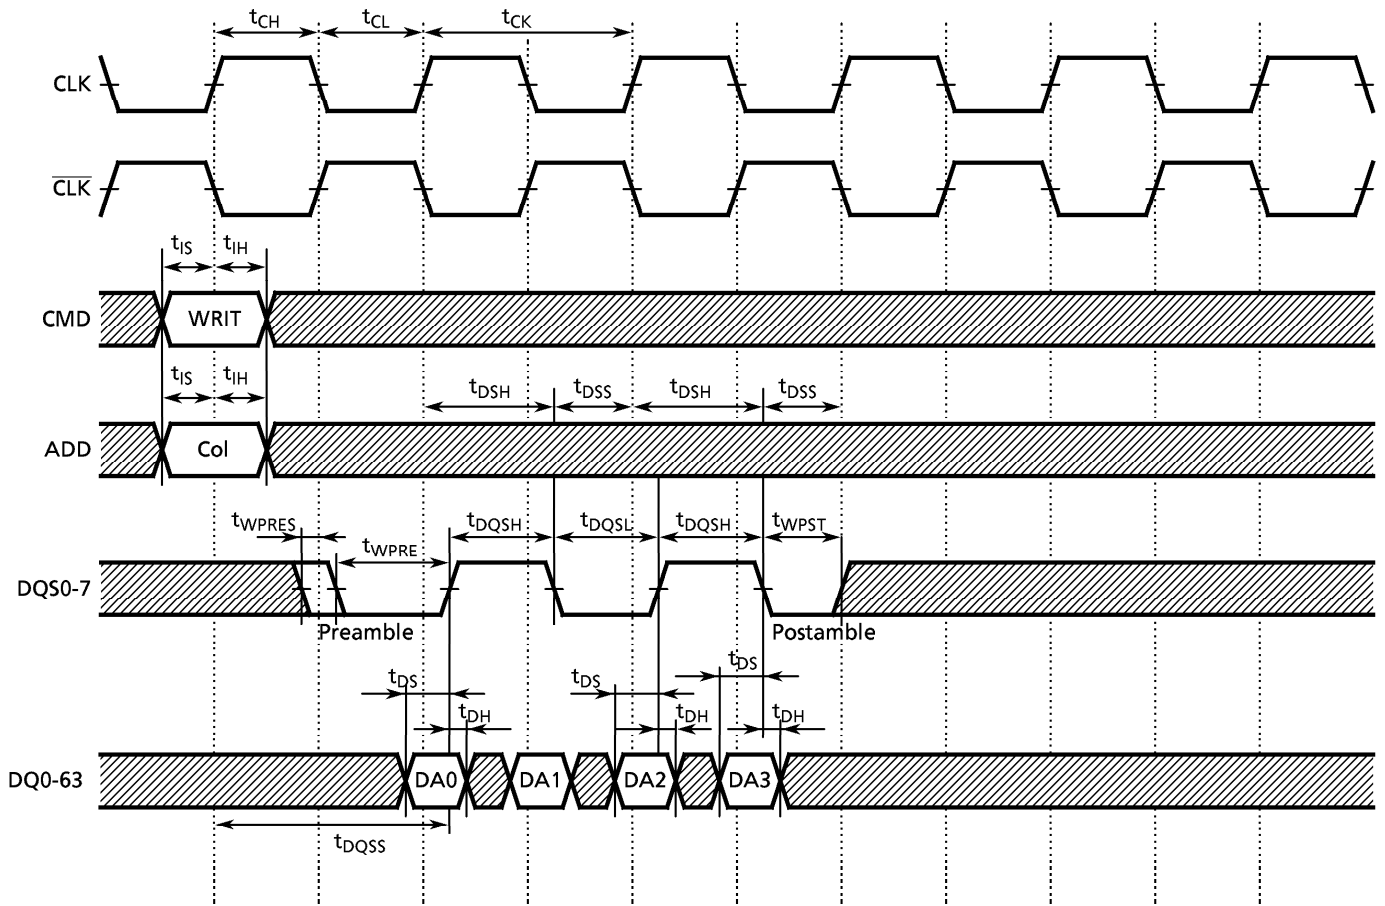 tCH tCL tCK
CLK
CLK
tIS tIH
CMD WRIT
tIS tIH tDSH tDSS tDSH tDSS
ADD Col
tWPRES tWPRE tDQSH tDQSL tDQSH tWPST
DQS0-7
Preamble Postamble
tDS tDS tDS
tDH tDH tDH
DQ0-63 DA0 DA1 DA2 DA3
tDQSS